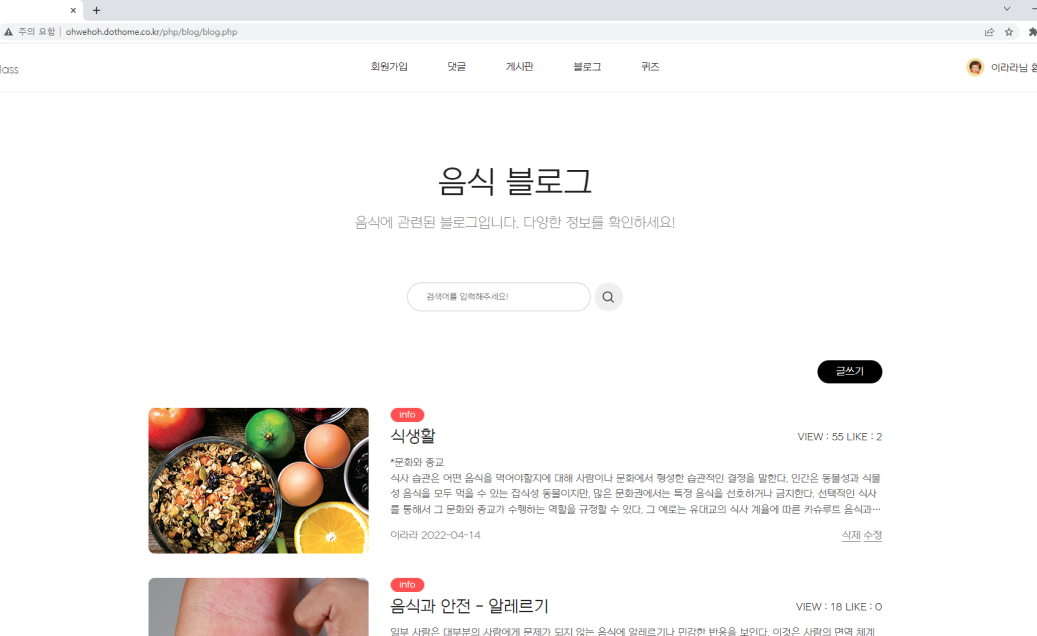 주의 요함 | ohwehoh.dothome.co.kr/php/blog/blog.php
lass 회원가입 댓글 게시판 블로그 퀴즈 이라라님 환
음식 블로그
음식에 관련된 블로그입니다. 다양한 정보를 확인하세요!
검색어를 입력해주세요!
글쓰기
info
식생활
VIEW : 55 LIKE : 2
*문화와 종교
식사 습관은 어떤 음식을 먹어야할지에 대해 사람이나 문화에서 형성한 습관적인 결정을 말한다. 인간은 동물성과 식물
성 음식을 모두 먹을 수 있는 잡식성 동물이지만, 많은 문화권에서는 특정 음식을 선호하거나 금지한다. 선택적인 식사
를 통해서 그 문화와 종교가 수행하는 역할을 규정할 수 있다. 그 예로는 유대교의 식사 계율에 따른 카슈루트 음식과…
이라라 2022-04-14
삭제 수정
info
음식과 안전 - 알레르기
VIEW : 18 LIKE : 0
일부 사람은 대부분의 사람에게 문제가 되지 않는 음식에 알레르기나 민감한 반응을 보인다. 이것은 사람의 면역 체계